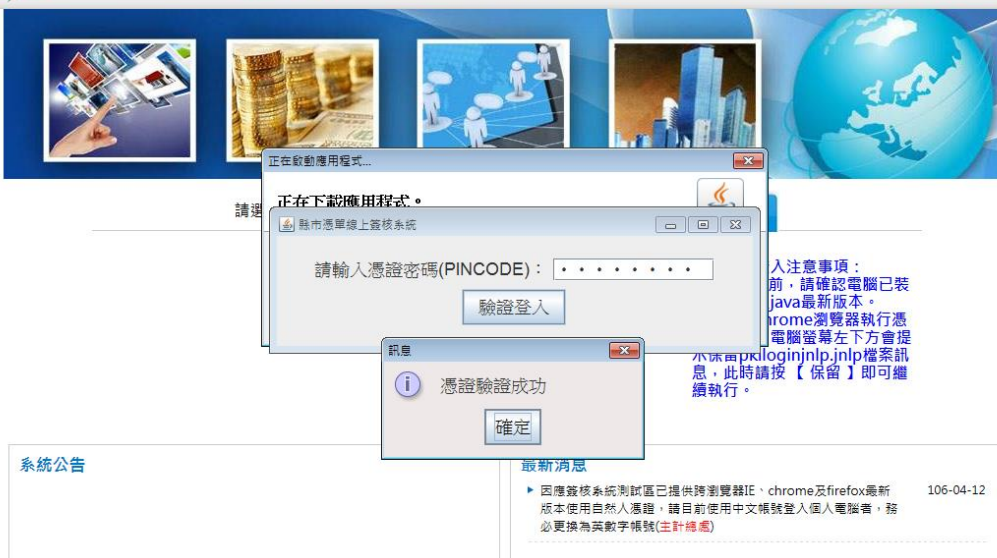 正在啟動應用程式...
正在下載應用程式。
請選
縣市憑單線上簽核系統
請輸入憑證密碼(PINCODE)：
驗證登入
入注意事項：
前，請確認電腦已裝
java最新版本。
hrome瀏覽器執行憑
電腦螢幕左下方會提
示保留pkiloginjnlp.jnlp檔案訊
息，此時請按【 保留 】即可繼
續執行。
訊息
憑證驗證成功
確定
系統公告
最新消息
因應簽核系統測試區已提供跨瀏覽器IE、chrome及firefox最新
版本使用自然人憑證，請目前使用中文帳號登入個人電腦者，務
必更換為英數字帳號(主計總處)
106-04-12